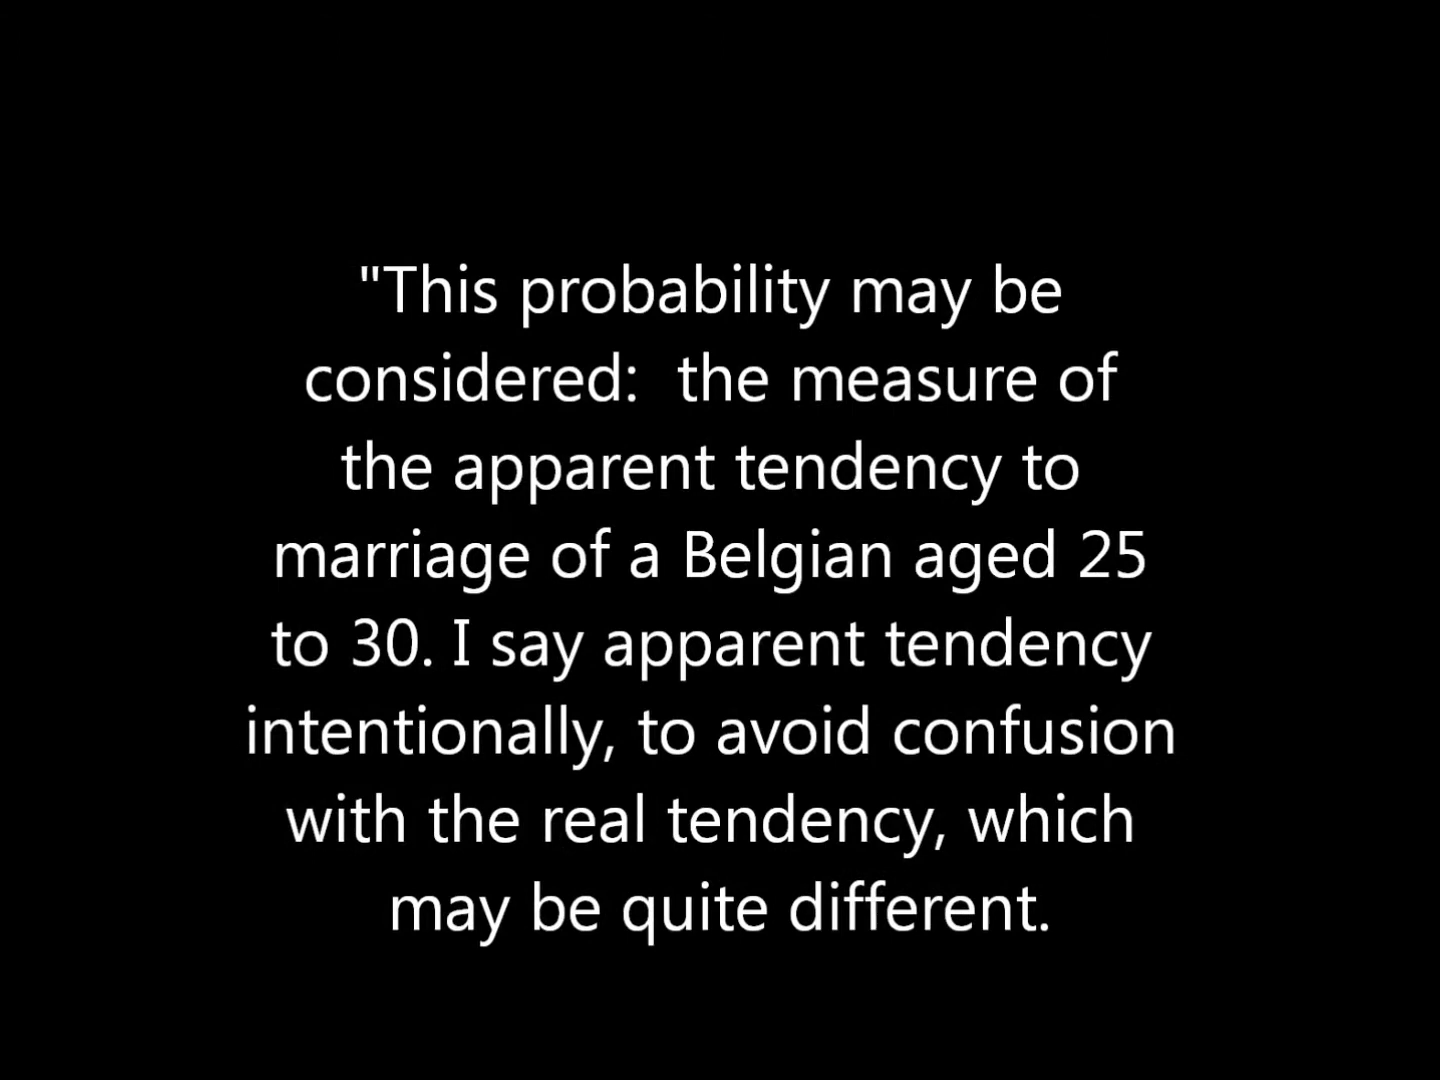 "This probability may be
considered:  the measure of
the apparent tendency to
marriage of a Belgian aged 25
to 30. I say apparent tendency
intentionally, to avoid confusion
with the real tendency, which
may be quite different.